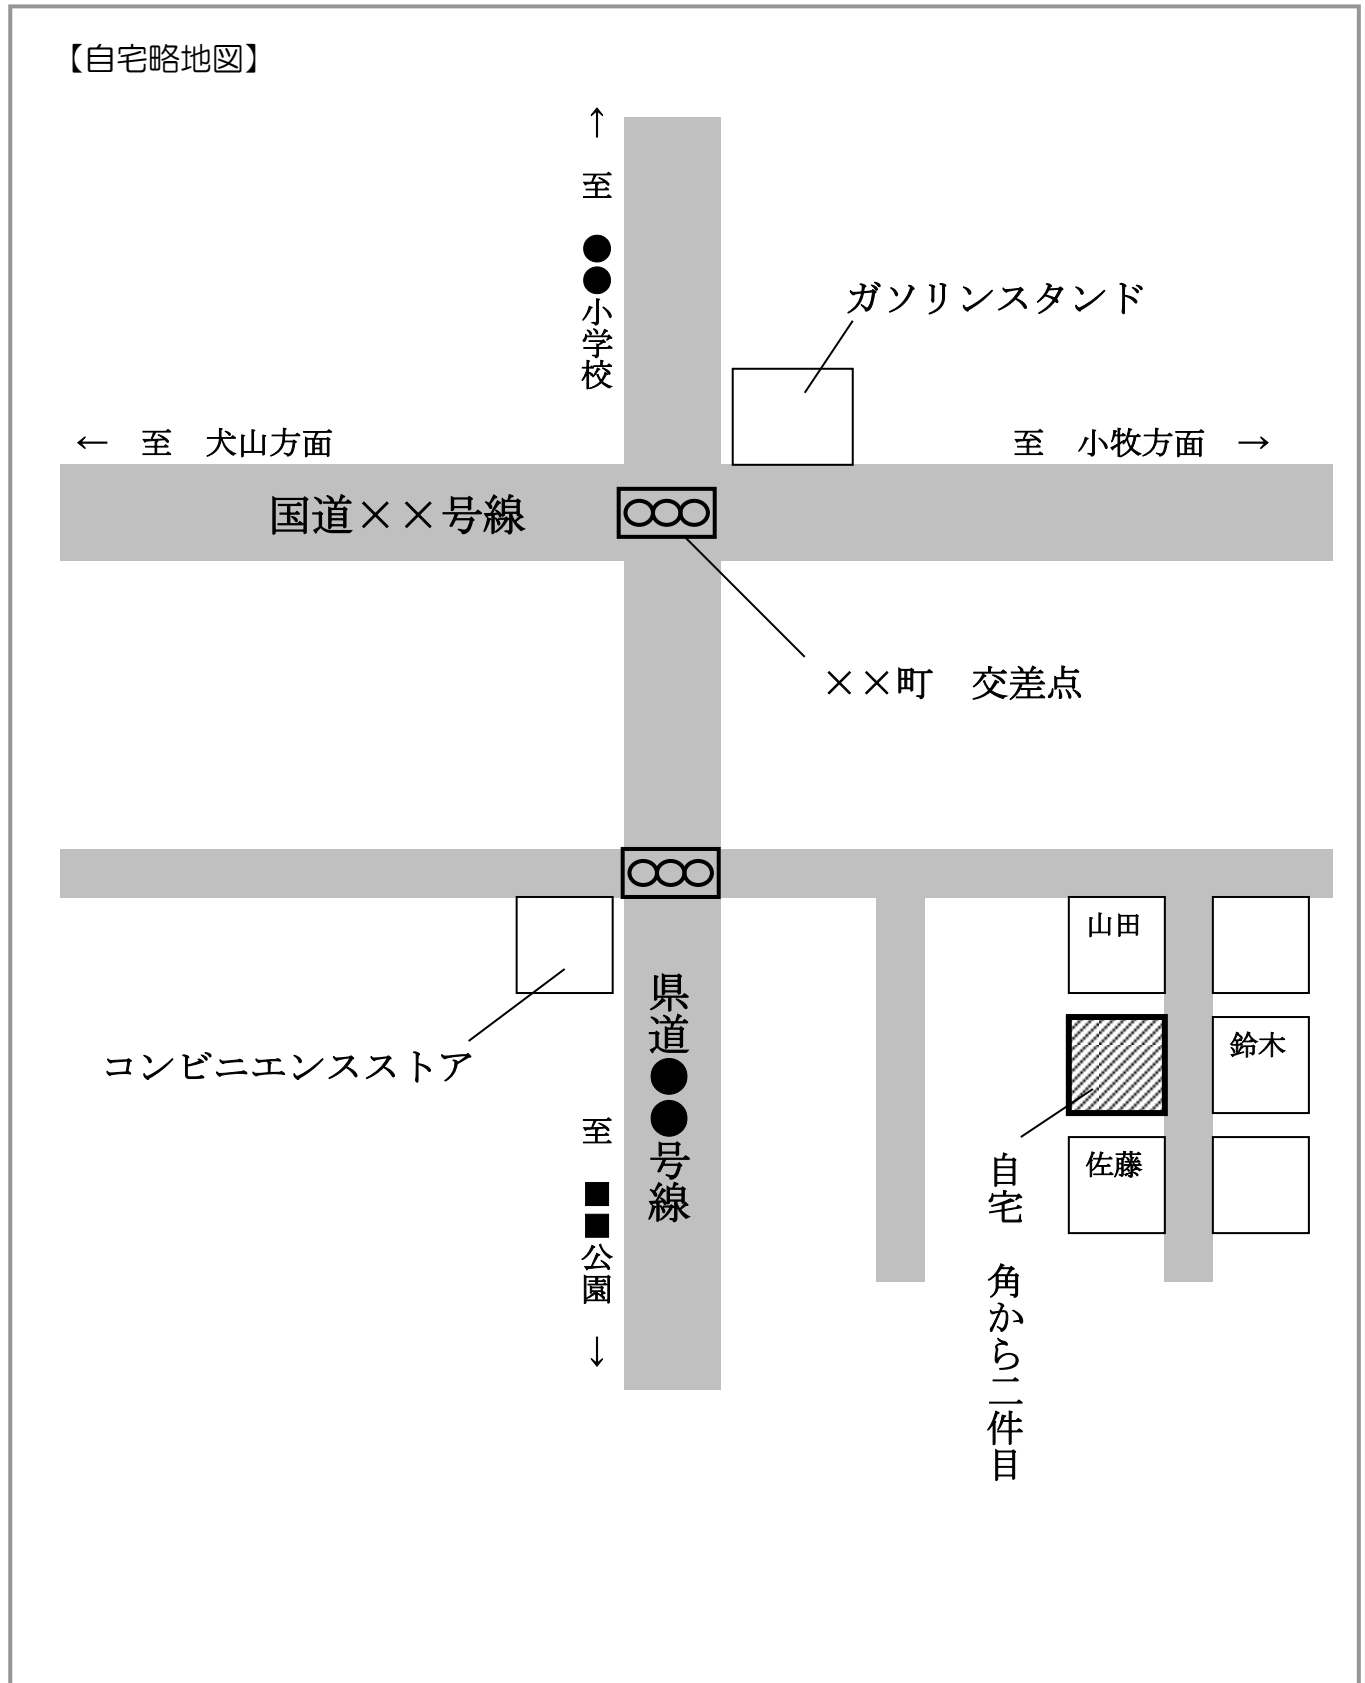 【自宅略地図】
↑ 至 ●●小学校
ガソリンスタンド
← 至 犬山方面
至 小牧方面 →
国道××号線
××町 交差点
山田
県道●●号線
コンビニエンスストア
鈴木
至 ■■公園 ↓
佐藤
自宅 角から二件目